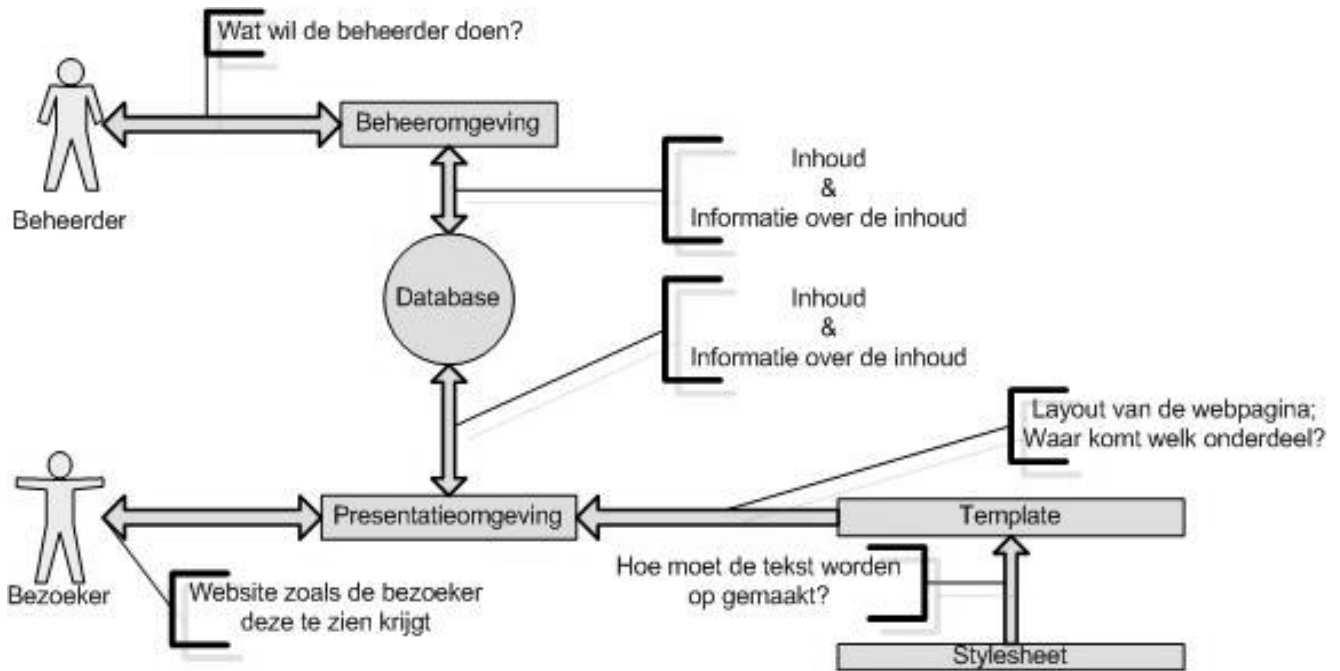 Wat wil de beheerder doen?
Beheeromgeving
Beheerder
Inhoud
&
Informatie over de inhoud
Database
Inhoud
&
Informatie over de inhoud
Layout van de webpagina;
Waar komt welk onderdeel?
Presentatieomgeving
Template
Bezoeker
Website zoals de bezoeker
deze te zien krijgt
Hoe moet de tekst worden
op gemaakt?
Stylesheet